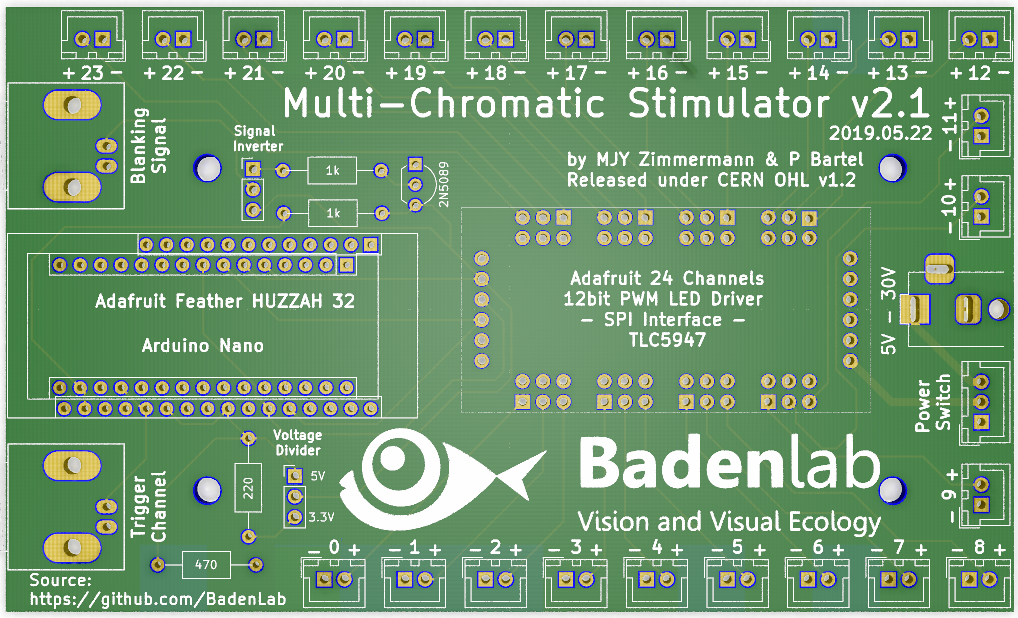 + 23 -
+ 22 -
+ 21 -
+ 20 -
+ 19 -
+ 18 -
+ 17 -
+ 16 -
+ 15 -
+ 14 -
+ 13 -
+ 12 -
Multi-Chromatic Stimulator v2.1
2019.05.22
by MJY Zimmermann & P Bartel
Released under CERN OHL v1.2
Blanking
Signal
Signal
Inverter
1k
1k
2N5089
- 11 +
- 10 +
Adafruit Feather HUZZAH 32
Arduino Nano
Adafruit 24 Channels
12bit PWM LED Driver
- SPI Interface -
TLC5947
5V - 30V
Power
Switch
Trigger
Channel
220
Voltage
Divider
5V
3.3V
470
Badenlab
Vision and Visual Ecology
- 9 +
- 0 +
- 1 +
- 2 +
- 3 +
- 4 +
- 5 +
- 6 +
- 7 +
- 8 +
Source:
https://github.com/BadenLab